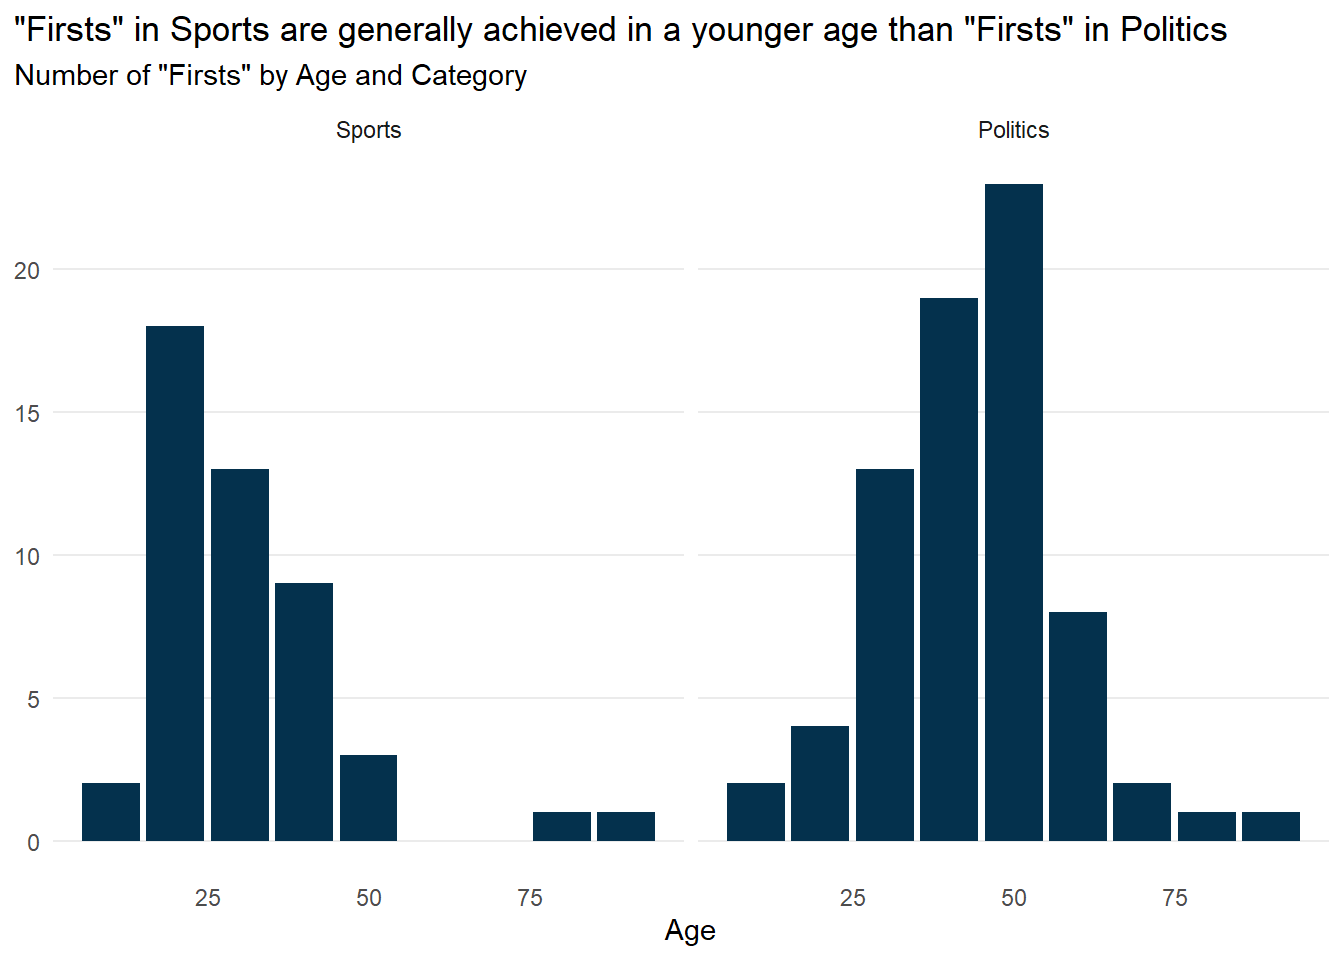 "Firsts" in Sports are generally achieved in a younger age than "Firsts" in Politics
Number of "Firsts" by Age and Category
Sports
Politics
20
15
10
5
0
25
50
75
25
50
75
Age